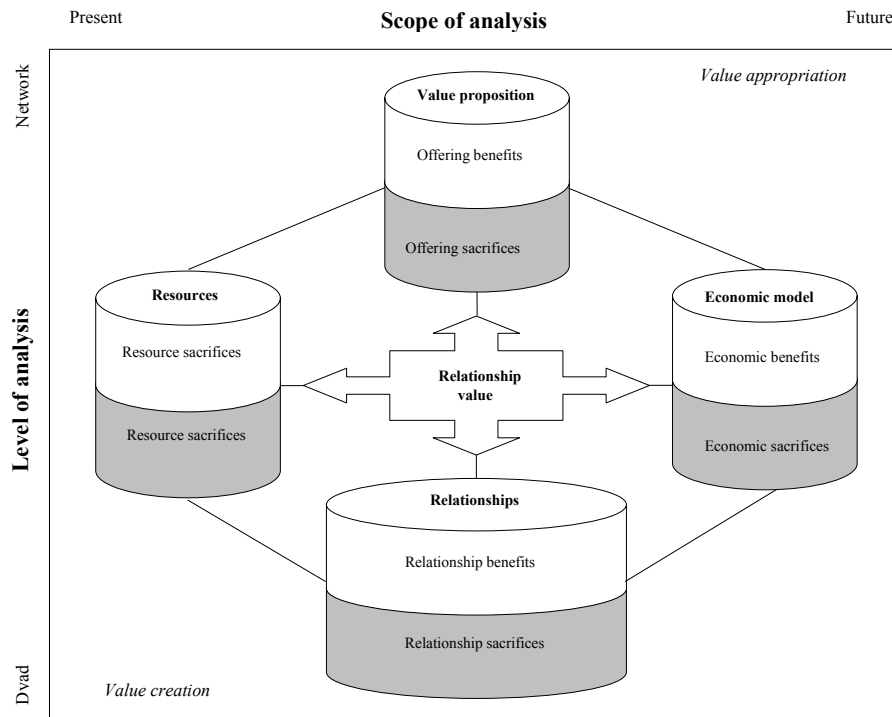 Present
Scope of analysis
Future
Network
Value appropriation
Value proposition
Offering benefits
Offering sacrifices
Resources
Resource sacrifices
Resource sacrifices
Economic model
Economic benefits
Economic sacrifices
Relationship
value
Level of analysis
Relationships
Relationship benefits
Relationship sacrifices
Dyad
Value creation